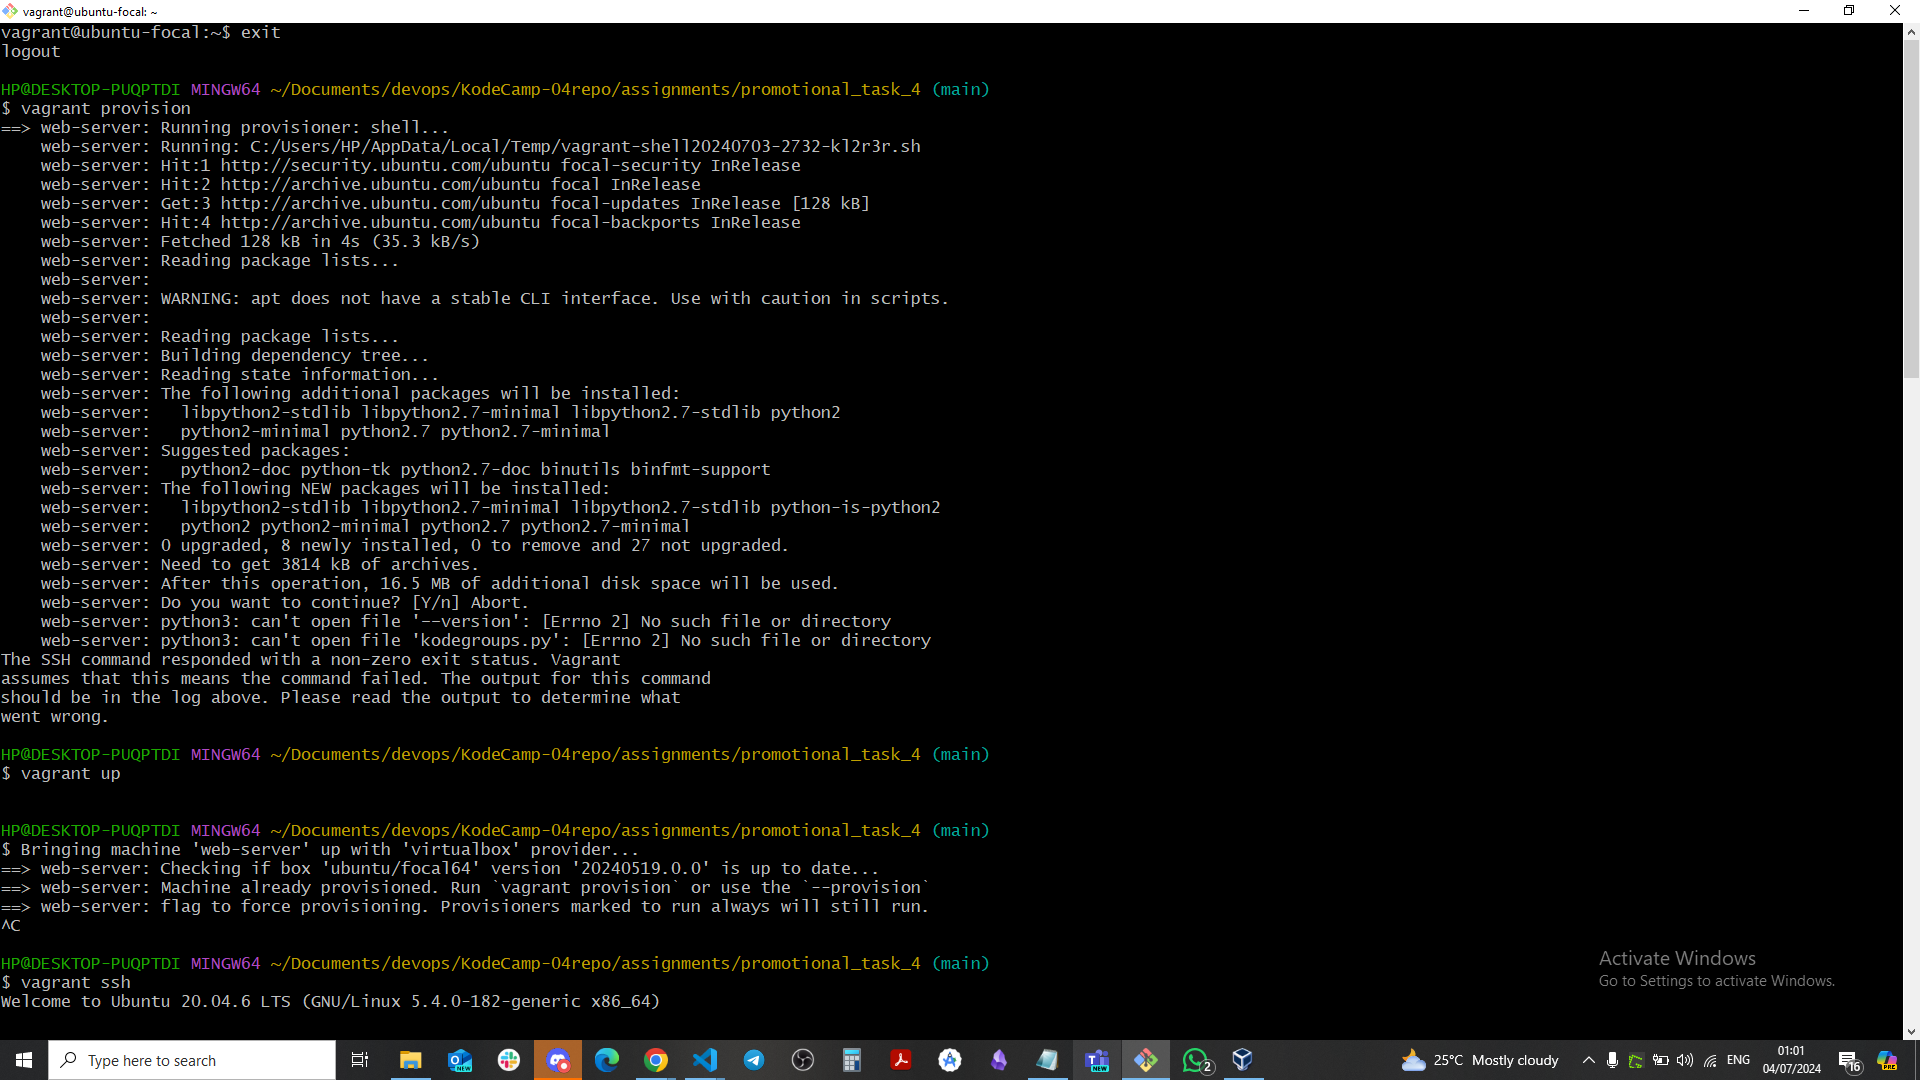 vagrant@ubuntu-focal: ~
vagrant@ubuntu-focal:~$ exit
logout
HP@DESKTOP-PUQPTDI MINGW64 ~/Documents/devops/KodeCamp-04repo/assignments/promotional_task_4 (main)
$ vagrant provision
==> web-server: Running provisioner: shell...
    web-server: Running: C:/Users/HP/AppData/Local/Temp/vagrant-shell20240703-2732-kl2r3r.sh
    web-server: Hit:1 http://security.ubuntu.com/ubuntu focal-security InRelease
    web-server: Hit:2 http://archive.ubuntu.com/ubuntu focal InRelease
    web-server: Get:3 http://archive.ubuntu.com/ubuntu focal-updates InRelease [128 kB]
    web-server: Hit:4 http://archive.ubuntu.com/ubuntu focal-backports InRelease
    web-server: Fetched 128 kB in 4s (35.3 kB/s)
    web-server: Reading package lists...
    web-server:
    web-server: WARNING: apt does not have a stable CLI interface. Use with caution in scripts.
    web-server:
    web-server: Reading package lists...
    web-server: Building dependency tree...
    web-server: Reading state information...
    web-server: The following additional packages will be installed:
    web-server:   libpython2-stdlib libpython2.7-minimal libpython2.7-stdlib python2
    web-server:   python2-minimal python2.7 python2.7-minimal
    web-server: Suggested packages:
    web-server:   python2-doc python-tk python2.7-doc binutils binfmt-support
    web-server: The following NEW packages will be installed:
    web-server:   libpython2-stdlib libpython2.7-minimal libpython2.7-stdlib python-is-python2
    web-server:   python2 python2-minimal python2.7 python2.7-minimal
    web-server: 0 upgraded, 8 newly installed, 0 to remove and 27 not upgraded.
    web-server: Need to get 3814 kB of archives.
    web-server: After this operation, 16.5 MB of additional disk space will be used.
    web-server: Do you want to continue? [Y/n] Abort.
    web-server: python3: can't open file '--version': [Errno 2] No such file or directory
    web-server: python3: can't open file 'kodegroups.py': [Errno 2] No such file or directory
The SSH command responded with a non-zero exit status. Vagrant
assumes that this means the command failed. The output for this command
should be in the log above. Please read the output to determine what
went wrong.
HP@DESKTOP-PUQPTDI MINGW64 ~/Documents/devops/KodeCamp-04repo/assignments/promotional_task_4 (main)
$ vagrant up
HP@DESKTOP-PUQPTDI MINGW64 ~/Documents/devops/KodeCamp-04repo/assignments/promotional_task_4 (main)
$ Bringing machine 'web-server' up with 'virtualbox' provider...
==> web-server: Checking if box 'ubuntu/focal64' version '20240519.0.0' is up to date...
==> web-server: Machine already provisioned. Run `vagrant provision` or use the `--provision`
==> web-server: flag to force provisioning. Provisioners marked to run always will still run.
^C
HP@DESKTOP-PUQPTDI MINGW64 ~/Documents/devops/KodeCamp-04repo/assignments/promotional_task_4 (main)
$ vagrant ssh
Welcome to Ubuntu 20.04.6 LTS (GNU/Linux 5.4.0-182-generic x86_64)
Activate Windows
Go to Settings to activate Windows.
Type here to search
25°C Mostly cloudy
ENG
01:01
04/07/2024
16
2
NEW
NEW
PRE